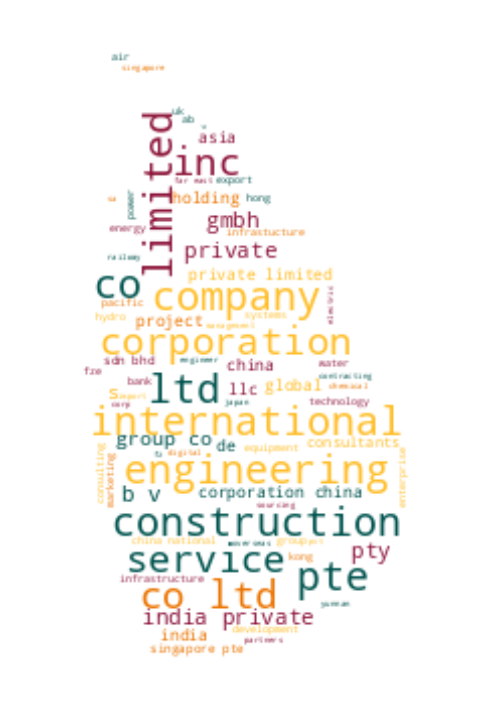 air
singapore
uk
ab
limited
asia
inc
far east export
sa
power
holding hong
energy
gmbh
infrastucture
private
railway
private limited
co
company
electric
pacific
hydro
project
systems
management
corporation
sdn bhd
engineer
china
water
fze
bank
ltd
llc
global
contracting
chemical
s
export
corp
japan
technology
international
group co
de
equipment
consultants
consulting
marketing
digital
engineering
enterprise
b v
corporation china
sourcing
construction
china national
overseas
group
service
kong
pty
infrastructure
pte
co ltd
yunnan
india private
india
development
partners
singapore pte